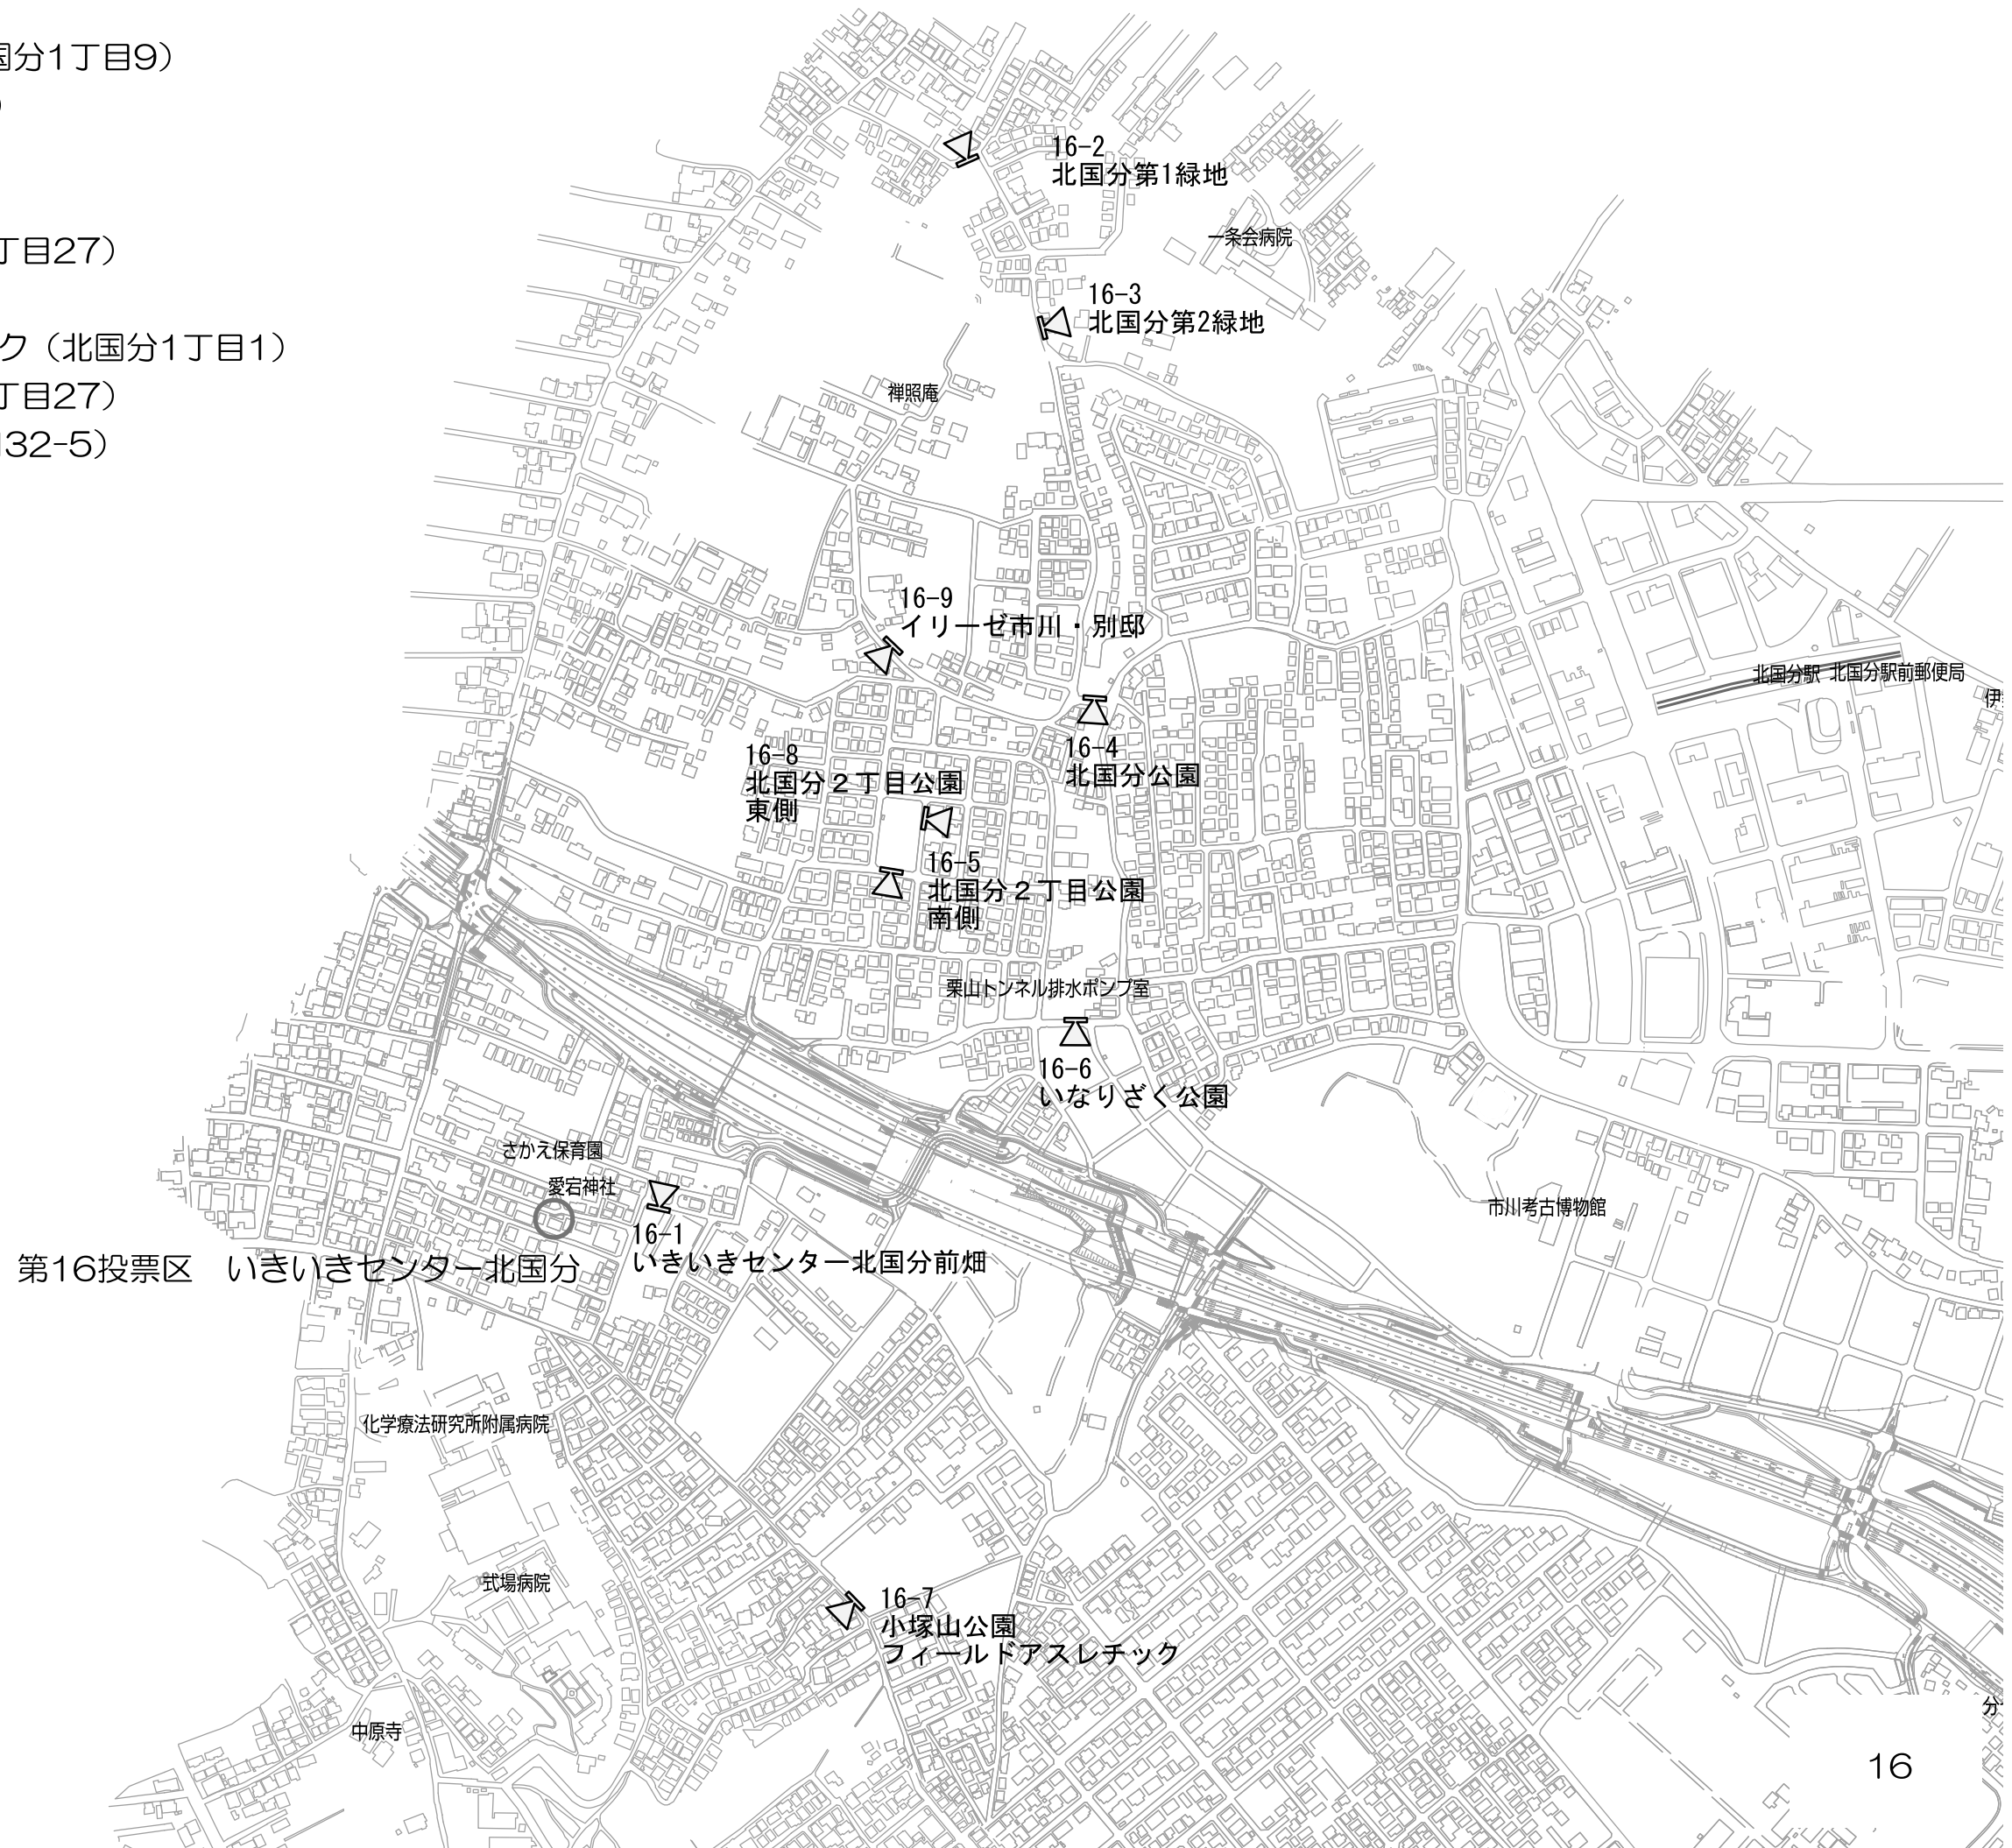 国分1丁目9）
）
丁目27）
ク（北国分1丁目1）
丁目27）
132-5）
16-2
北国分第1緑地
一条会病院
16-3
北国分第2緑地
禅照庵
16-9
イリーゼ市川・別邸
北国分駅 北国分駅前郵便局
16-8
北国分２丁目公園
東側
16-4
北国分公園
16-5
北国分２丁目公園
南側
栗山トンネル排水ポンプ室
16-6
いなりざく公園
さかえ保育園
愛宕神社
市川考古博物館
16-1
いきいきセンター北国分前畑
第16投票区　いきいきセンター北国分
化学療法研究所附属病院
式場病院
16-7
小塚山公園
フィールドアスレチック
中原寺
16